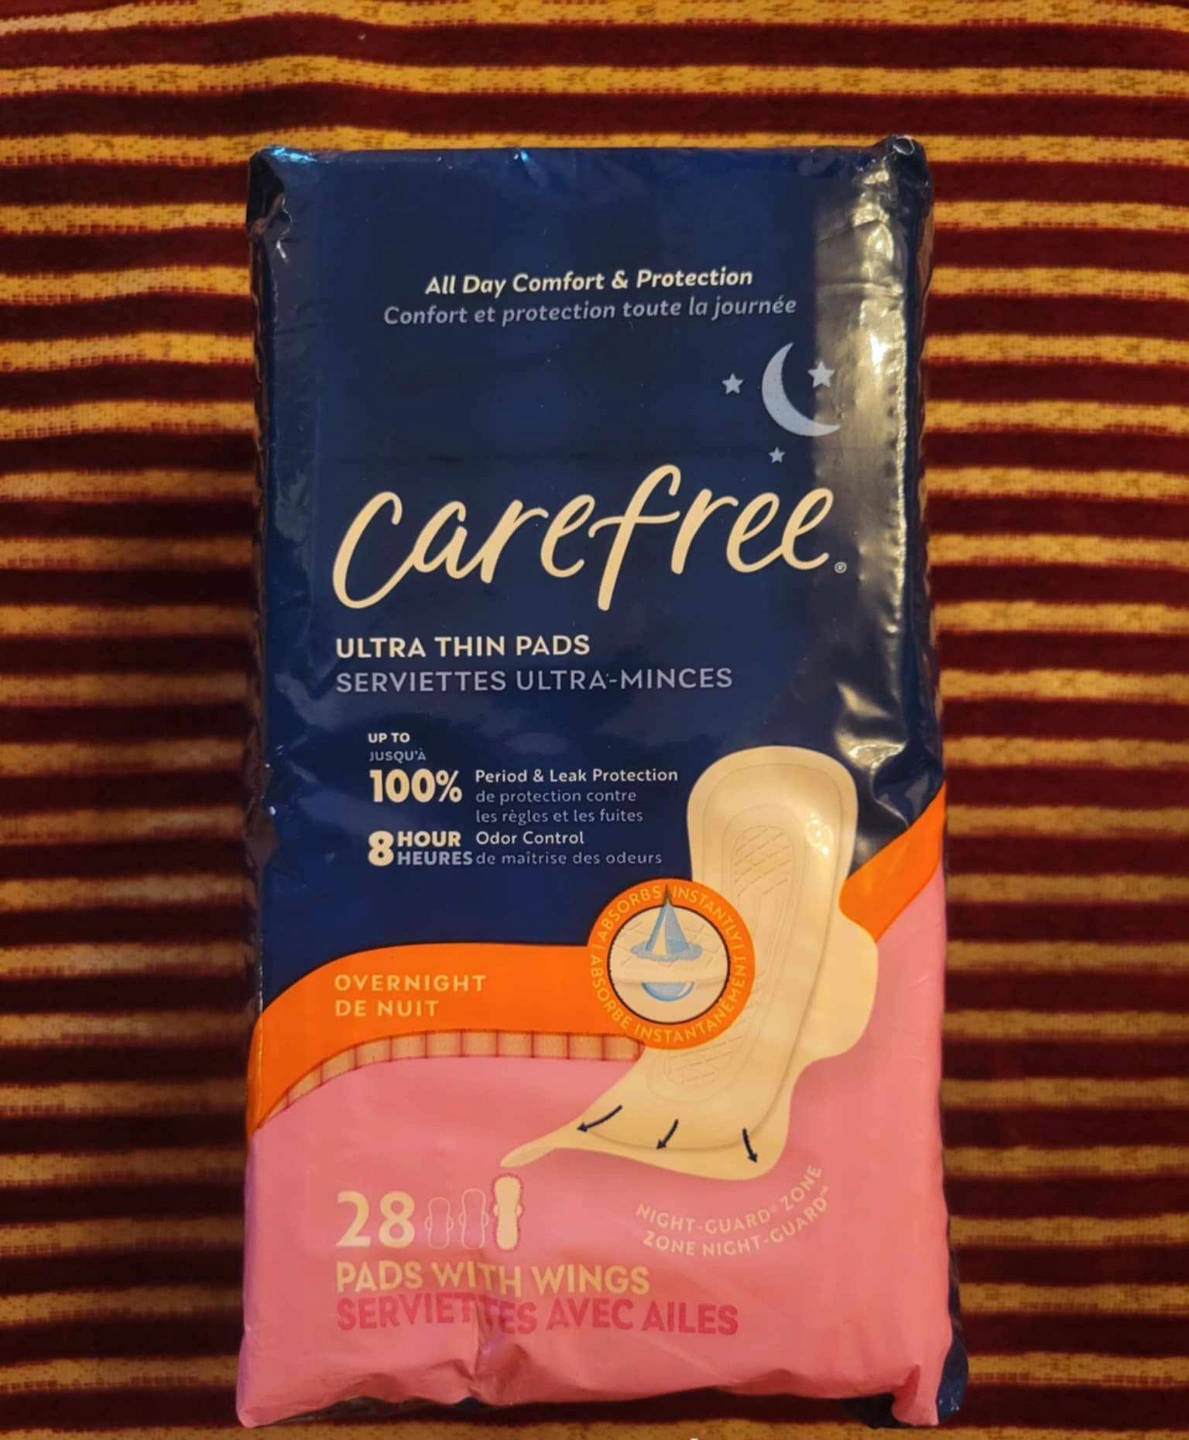 All Day Comfort & Protection
Confort et protection toute la journée
carefree®
ULTRA THIN PADS
SERVIETTES ULTRA-MINCES
UP TO
JUSQU'À
100% Period & Leak Protection
de protection contre
les règles et les fuites
8 HOUR Odor Control
HEURES de maîtrise des odeurs
ABSORBS INSTANTLY |
ABSORBE INSTANTANÉMENT |
OVERNIGHT
DE NUIT
NIGHT-GUARD® ZONE
ZONE NIGHT-GUARD™
28
PADS WITH WINGS
SERVIETTES AVEC AILES